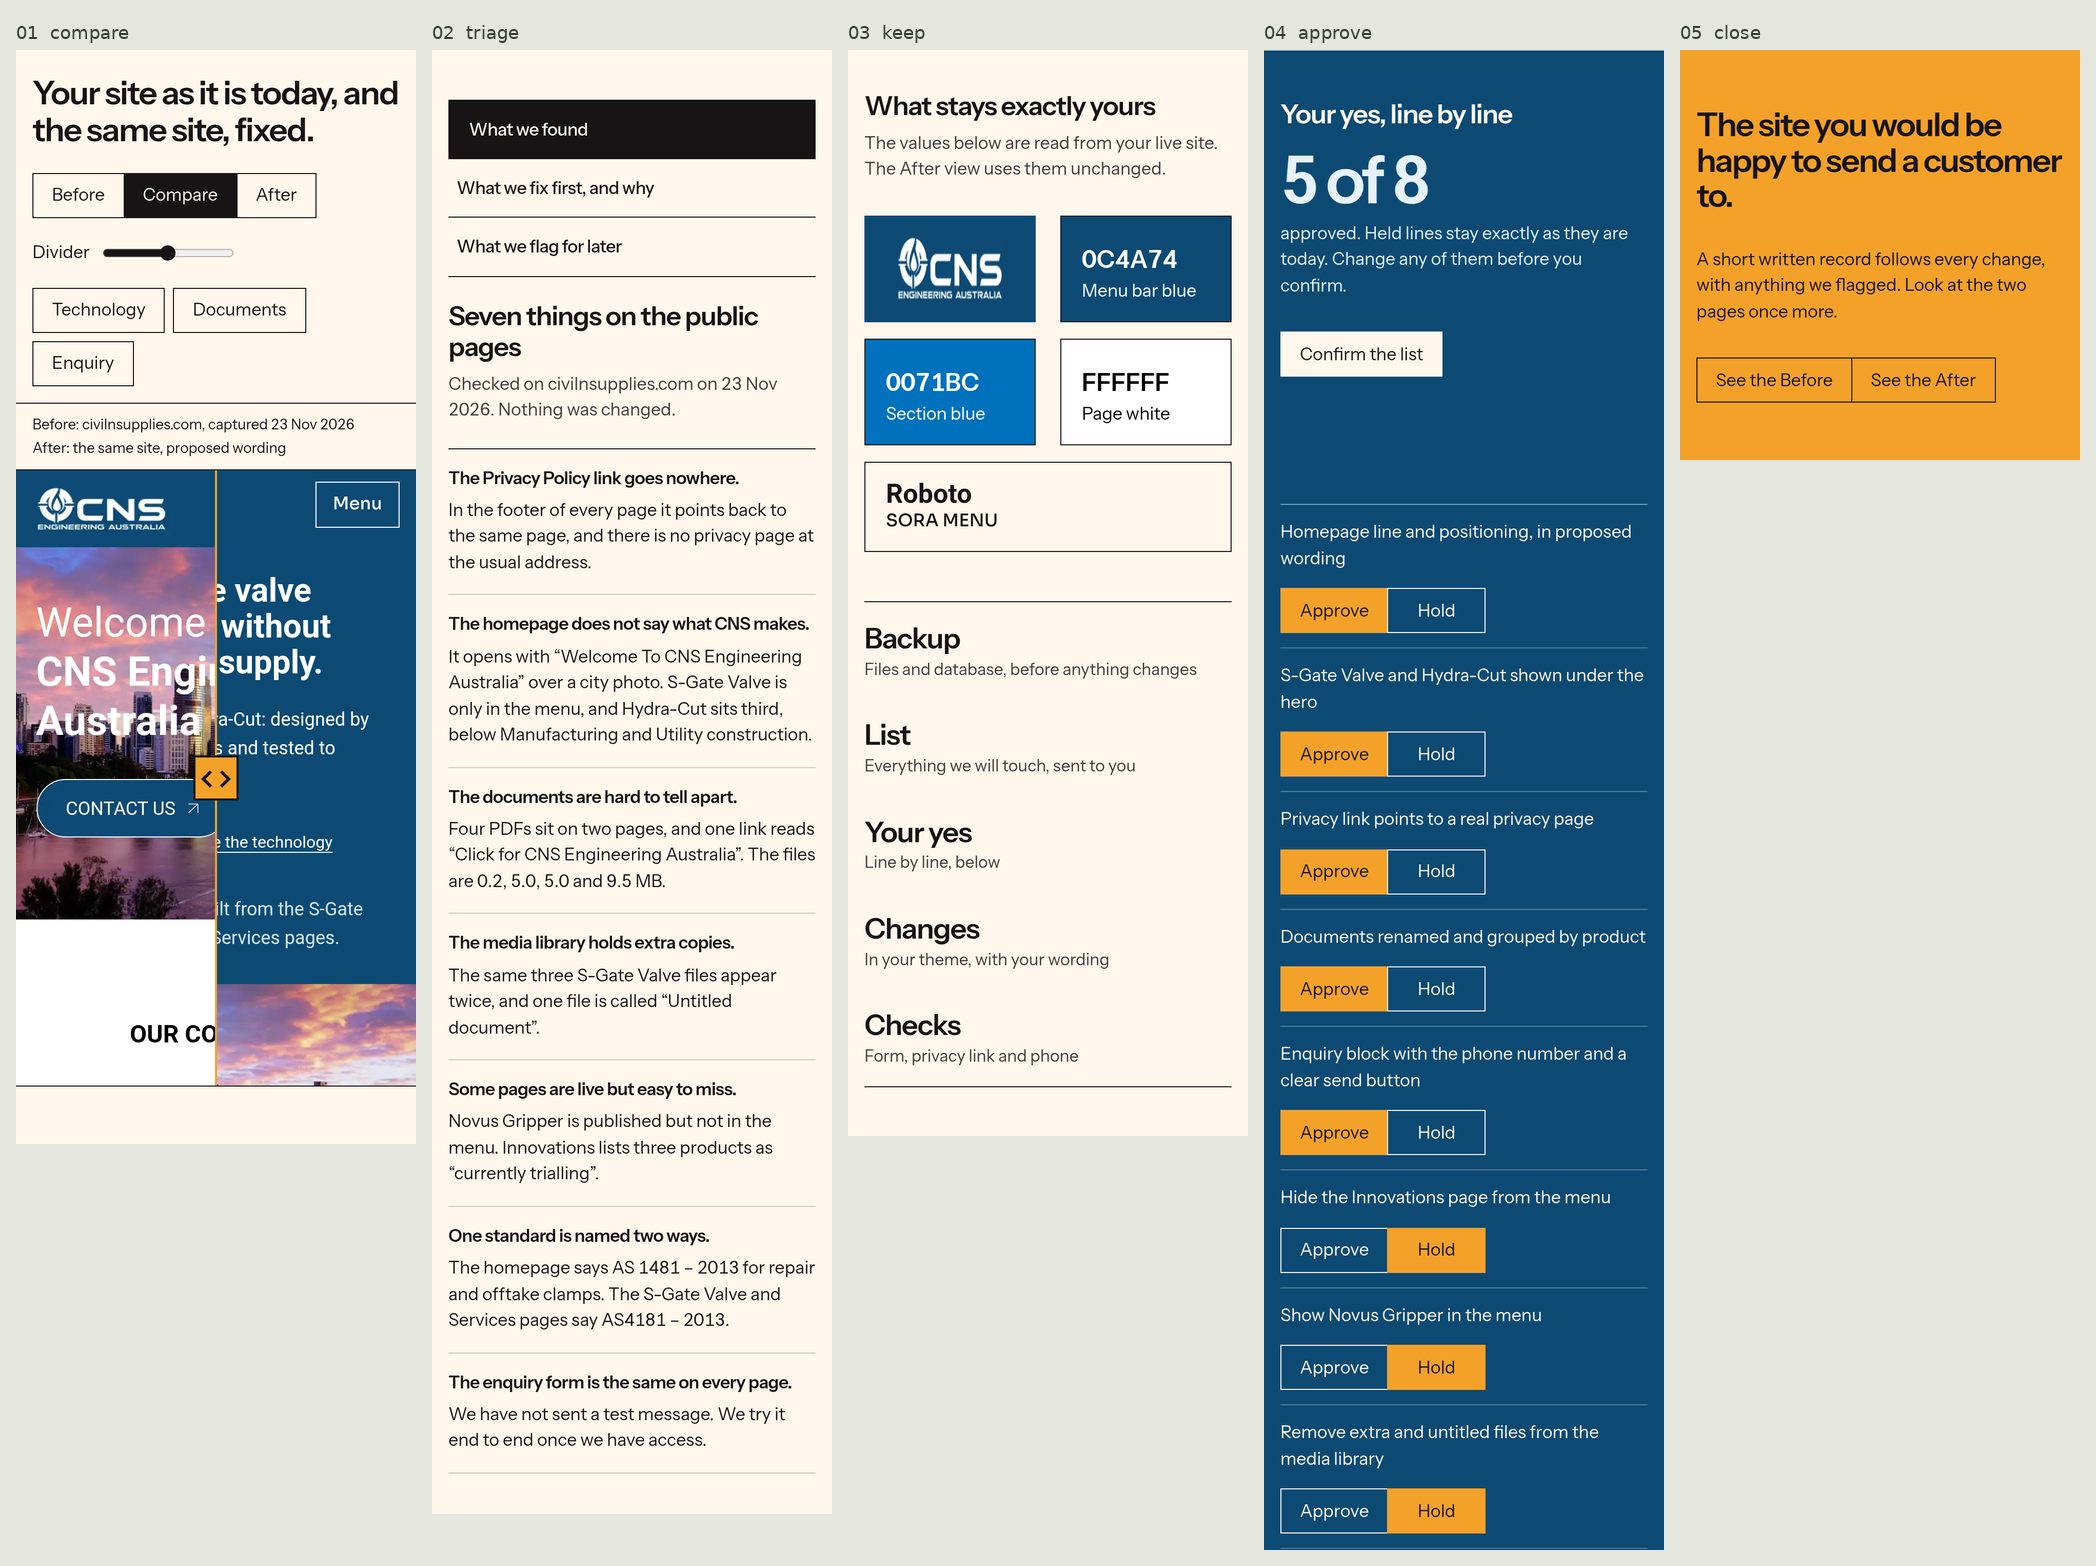 01 compare
Your site as it is today, and
the same site, fixed.
Before
Compare
After
Divider
Technology
Documents
Enquiry
Before: civilnsupplies.com, captured 23 Nov 2026
After: the same site, proposed wording
CNS
ENGINEERING AUSTRALIA
Menu
Welcome
CNS Engi
Australia
CONTACT US
e valve
without
supply.
ra-Cut: designed by
s and tested to
e the technology
ilt from the S-Gate
Services pages.
OUR CO
02 triage
What we found
What we fix first, and why
What we flag for later
Seven things on the public
pages
Checked on civilnsupplies.com on 23 Nov
2026. Nothing was changed.
The Privacy Policy link goes nowhere.
In the footer of every page it points back to
the same page, and there is no privacy page at
the usual address.
The homepage does not say what CNS makes.
It opens with “Welcome To CNS Engineering
Australia” over a city photo. S-Gate Valve is
only in the menu, and Hydra-Cut sits third,
below Manufacturing and Utility construction.
The documents are hard to tell apart.
Four PDFs sit on two pages, and one link reads
“Click for CNS Engineering Australia”. The files
are 0.2, 5.0, 5.0 and 9.5 MB.
The media library holds extra copies.
The same three S-Gate Valve files appear
twice, and one file is called “Untitled
document”.
Some pages are live but easy to miss.
Novus Gripper is published but not in the
menu. Innovations lists three products as
“currently trialling”.
One standard is named two ways.
The homepage says AS 1481 – 2013 for repair
and offtake clamps. The S-Gate Valve and
Services pages say AS4181 – 2013.
The enquiry form is the same on every page.
We have not sent a test message. We try it
end to end once we have access.
03 keep
What stays exactly yours
The values below are read from your live site.
The After view uses them unchanged.
CNS
ENGINEERING AUSTRALIA
0C4A74
Menu bar blue
0071BC
Section blue
FFFFFF
Page white
Roboto
SORA MENU
Backup
Files and database, before anything changes
List
Everything we will touch, sent to you
Your yes
Line by line, below
Changes
In your theme, with your wording
Checks
Form, privacy link and phone
04 approve
Your yes, line by line
5 of 8
approved. Held lines stay exactly as they are
today. Change any of them before you
confirm.
Confirm the list
Homepage line and positioning, in proposed
wording
Approve
Hold
S-Gate Valve and Hydra-Cut shown under the
hero
Approve
Hold
Privacy link points to a real privacy page
Approve
Hold
Documents renamed and grouped by product
Approve
Hold
Enquiry block with the phone number and a
clear send button
Approve
Hold
Hide the Innovations page from the menu
Approve
Hold
Show Novus Gripper in the menu
Approve
Hold
Remove extra and untitled files from the
media library
Approve
Hold
05 close
The site you would be
happy to send a customer
to.
A short written record follows every change,
with anything we flagged. Look at the two
pages once more.
See the Before
See the After